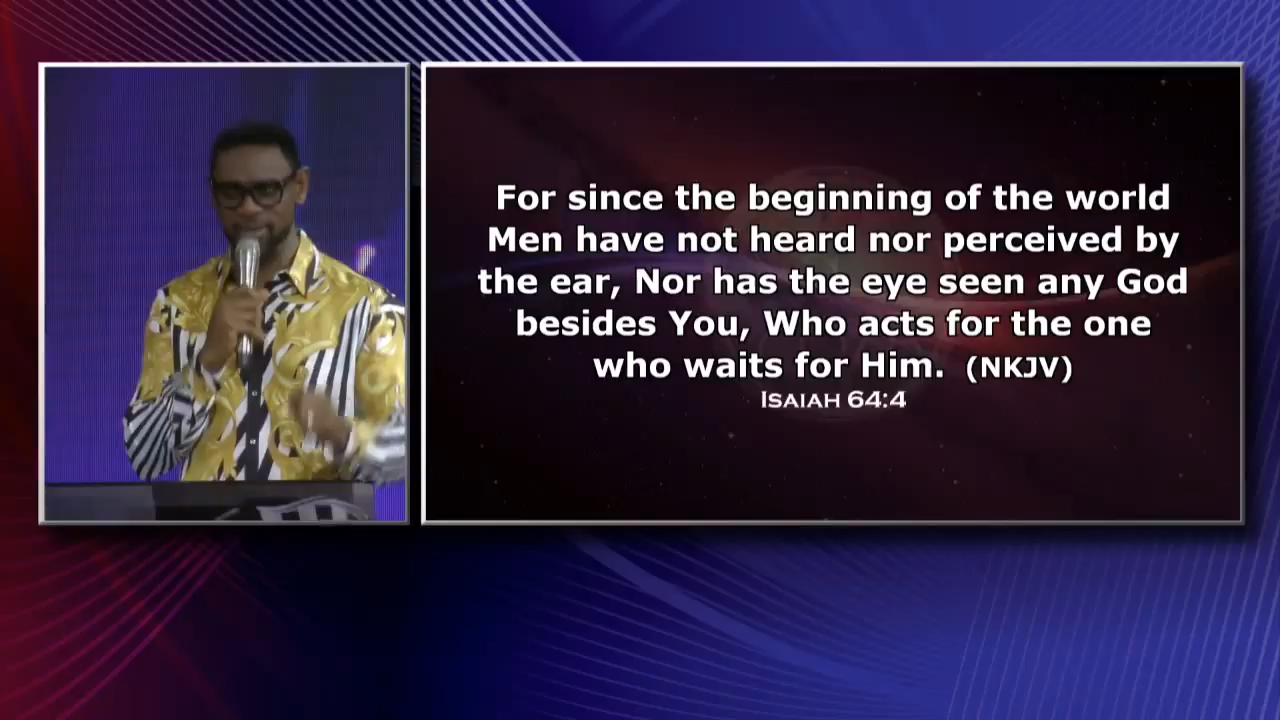 For since the beginning of the world
Men have not heard nor perceived by
the ear, Nor has the eye seen any God
besides You, Who acts for the one
who waits for Him. (NKJV)
Isaiah 64:4